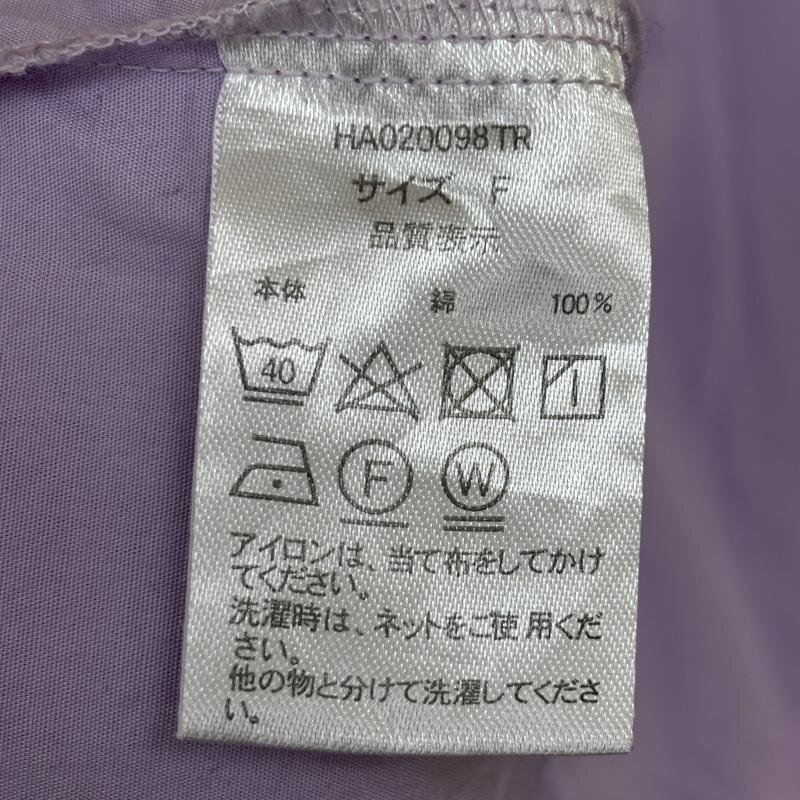 HA020098TR
サイズ F
品質表示
本体 綿 100%
40
F W
アイロンは、当て布をしてかけ
てください。
洗濯時は、ネットをご使用くだ
さい。
他の物と分けて洗濯してくださ
い。